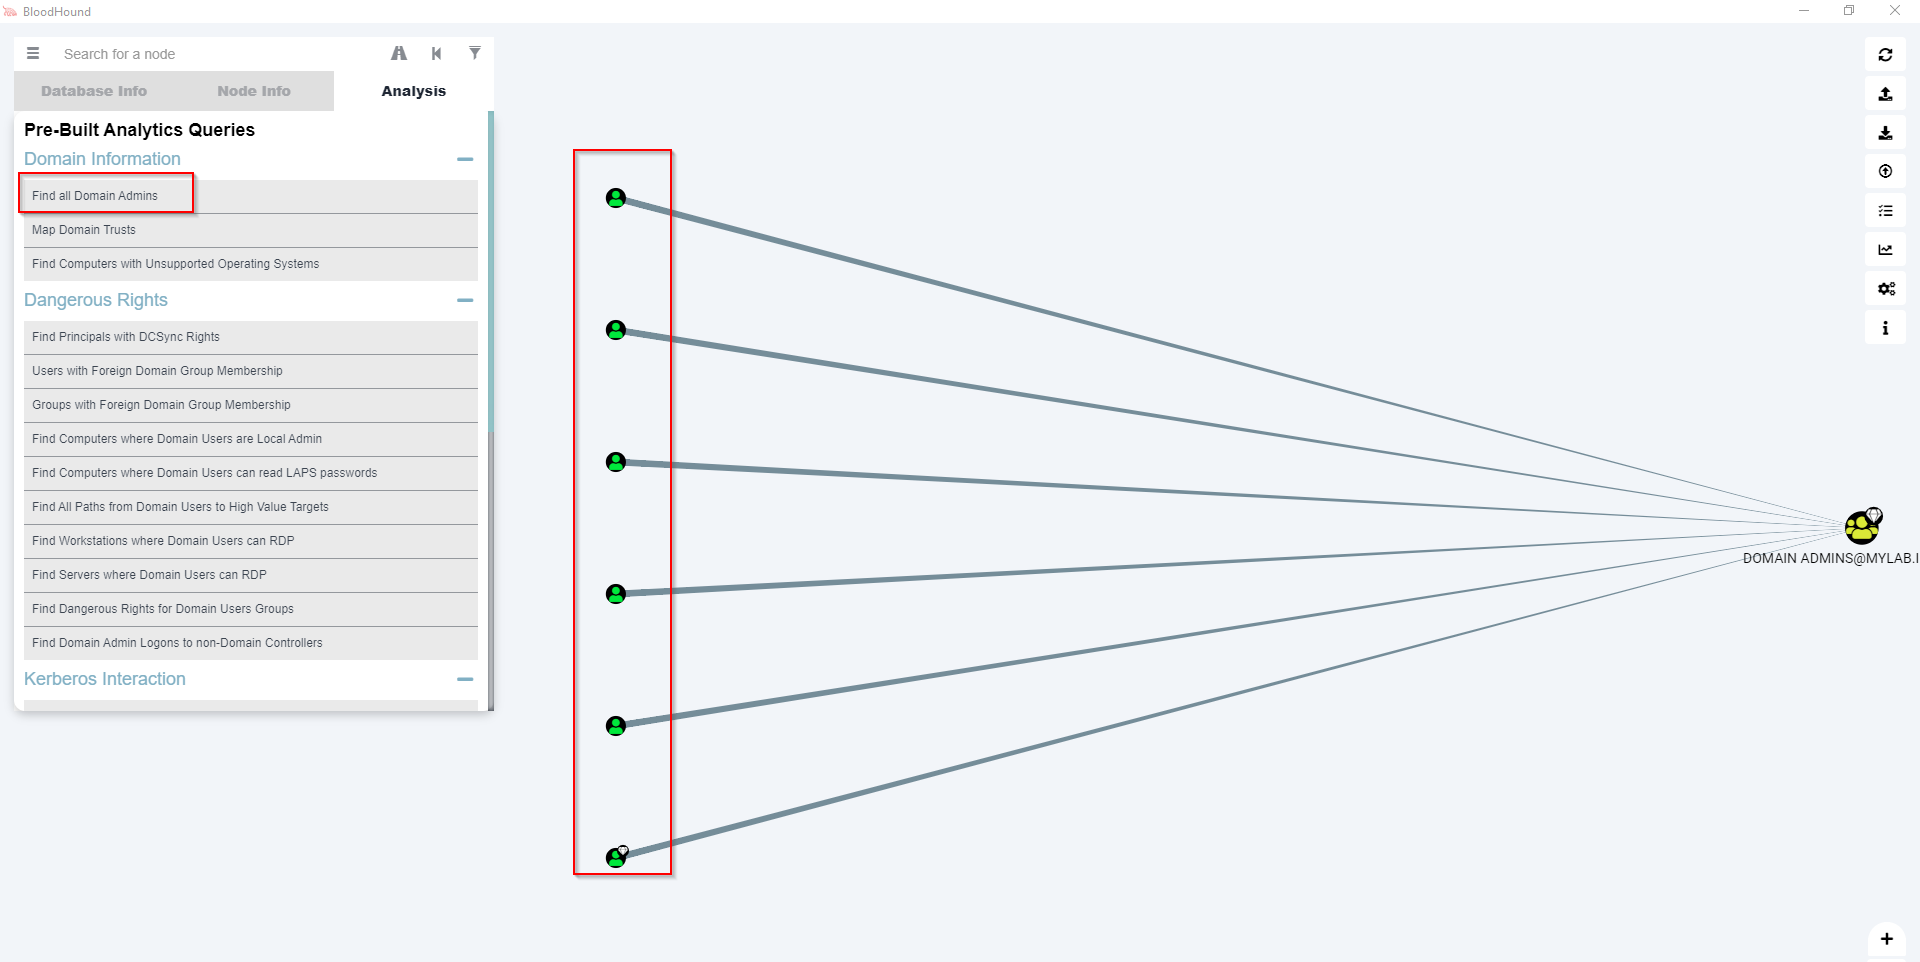 BloodHound
Search for a node
Database Info
Node Info
Analysis
Pre-Built Analytics Queries
Domain Information
Find all Domain Admins
Map Domain Trusts
Find Computers with Unsupported Operating Systems
Dangerous Rights
Find Principals with DCSync Rights
Users with Foreign Domain Group Membership
Groups with Foreign Domain Group Membership
Find Computers where Domain Users are Local Admin
Find Computers where Domain Users can read LAPS passwords
Find All Paths from Domain Users to High Value Targets
Find Workstations where Domain Users can RDP
Find Servers where Domain Users can RDP
Find Dangerous Rights for Domain Users Groups
Find Domain Admin Logons to non-Domain Controllers
Kerberos Interaction
DOMAIN ADMINS@MYLAB.